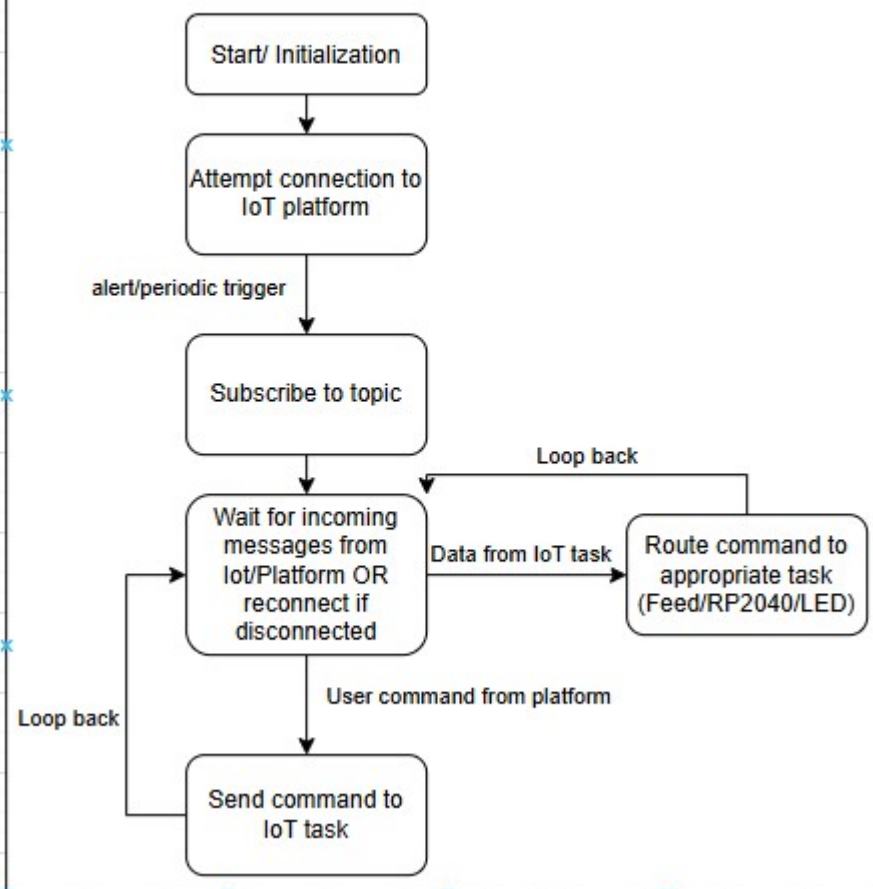 Start/ Initialization
Attempt connection to
IoT platform
alert/periodic trigger
Subscribe to topic
Loop back
Wait for incoming
messages from
Iot/Platform OR
reconnect if
disconnected
Data from IoT task
Route command to
appropriate task
(Feed/RP2040/LED)
User command from platform
Loop back
Send command to
IoT task